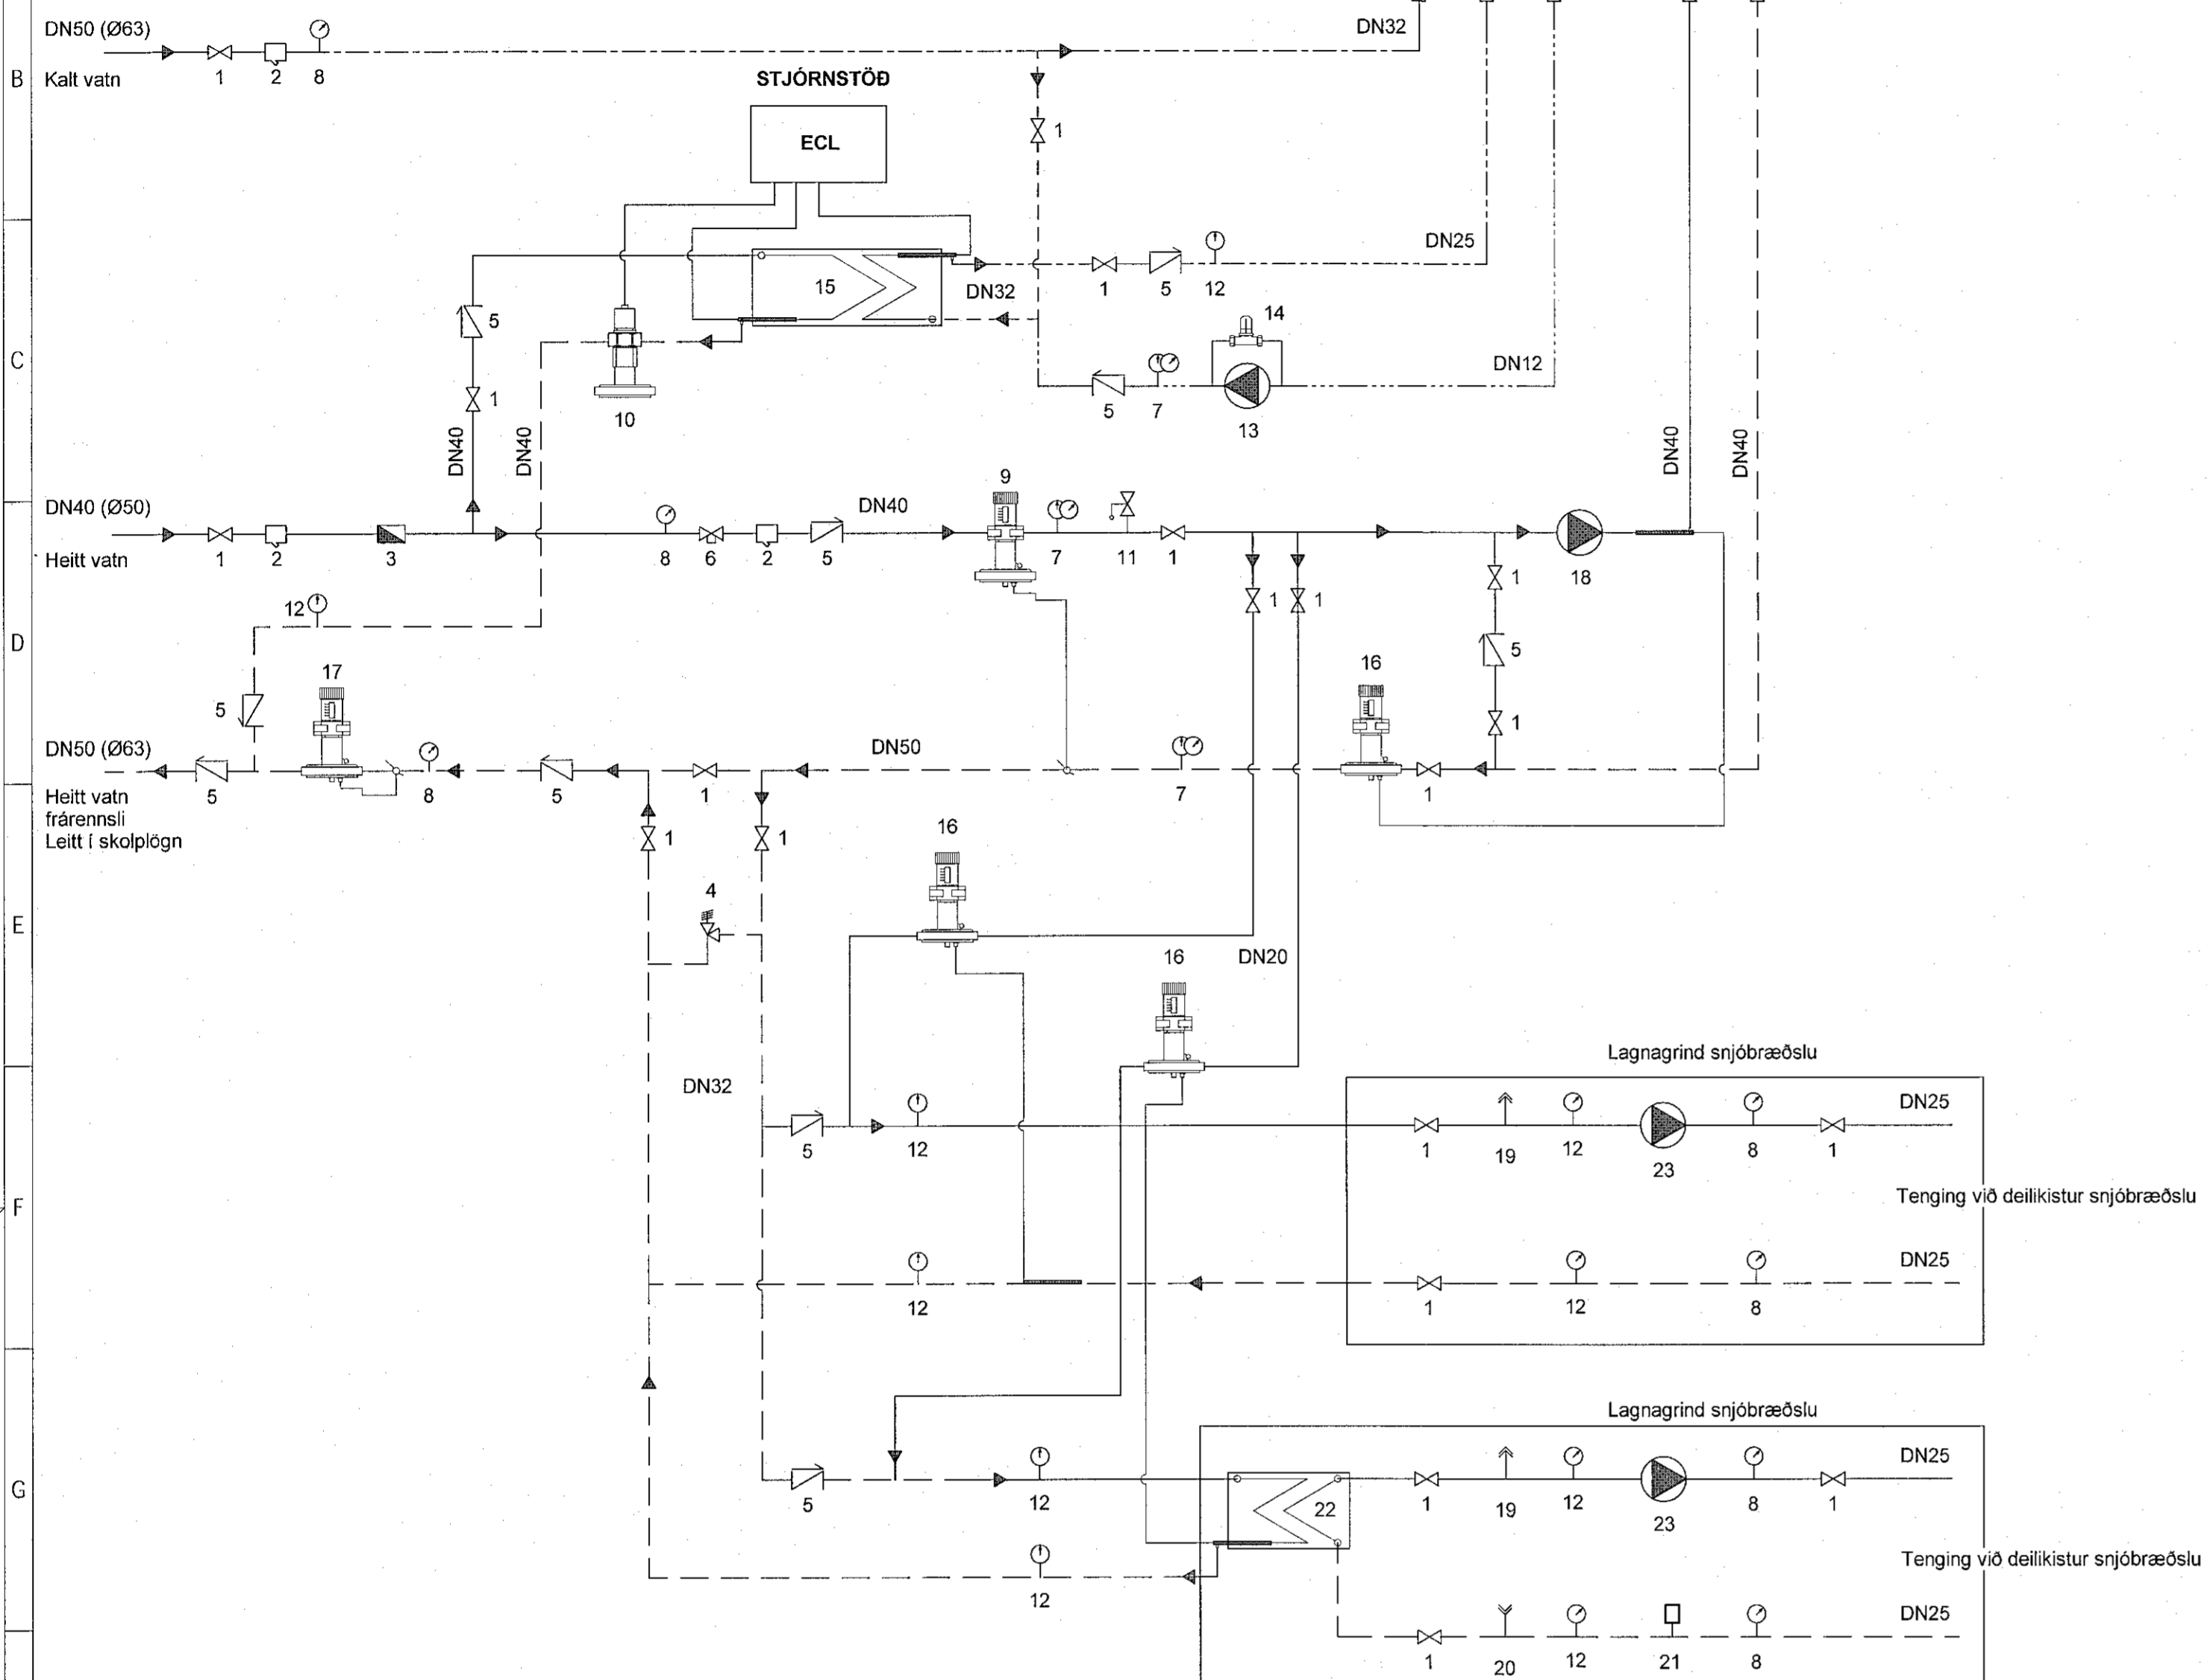 DN50 (Ø63)
DN32
1
2
8
B
Kalt vatn
STJÓRNSTÖÐ
1
ECL
DN25
15
DN32
1
5
12
5
14
C
DN12
1
10
5
7
13
DN40
DN40
DN40
DN40
9
DN40 (Ø50)
DN40
Heitt vatn
1
2
3
8
6
2
5
7
11
1
18
1
1
1
12
D
5
16
17
5
1
DN50 (Ø63)
DN50
5
8
5
1
7
1
Heitt vatn
frárennsli
Leitt í skolplögn
1
1
16
4
E
16
DN20
Lagnagrind snjóbræðslu
DN32
DN25
5
12
1
19
12
23
8
1
F
Tenging við deilikistur snjóbræðslu
DN25
12
1
12
8
Lagnagrind snjóbræðslu
DN25
G
5
12
22
1
19
12
23
8
1
Tenging við deilikistur snjóbræðslu
12
DN25
1
20
12
21
8